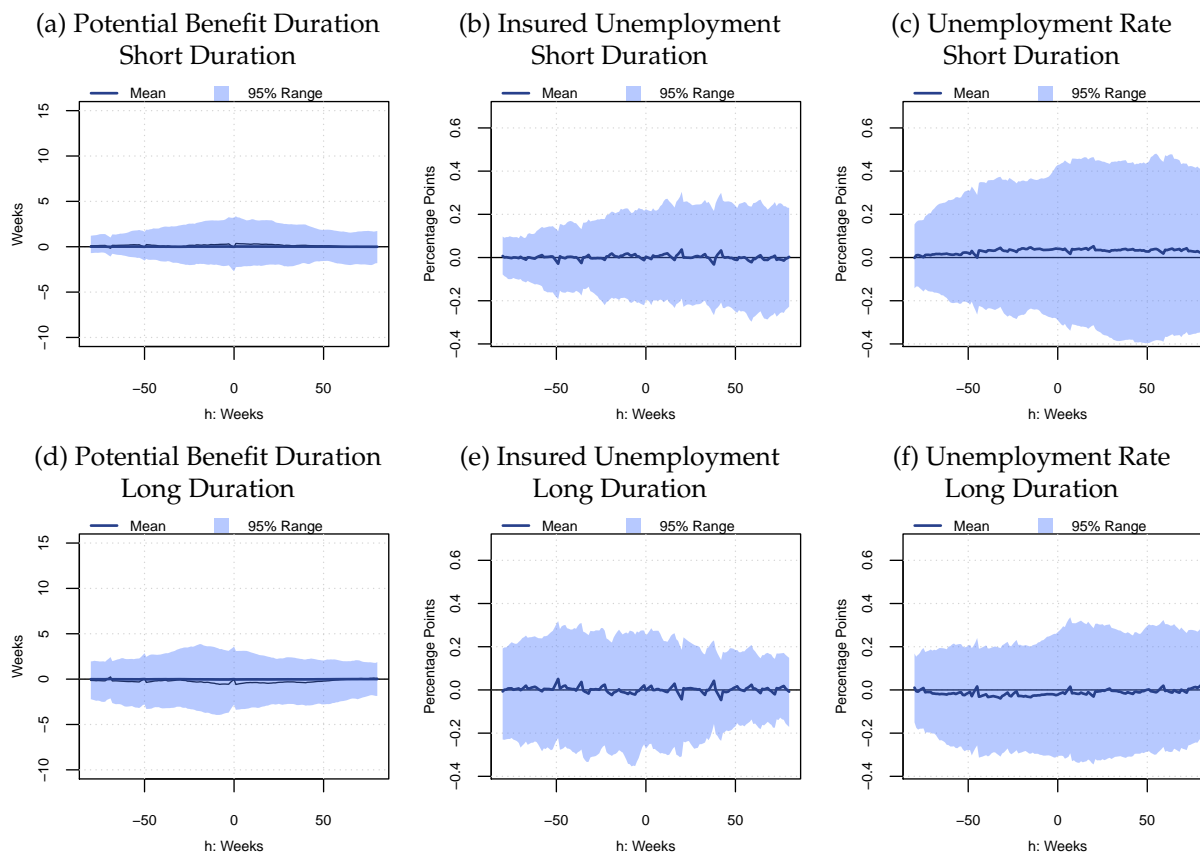 (a) Potential Benefit Duration
Short Duration
(b) Insured Unemployment
Short Duration
(c) Unemployment Rate
Short Duration
Mean 95% Range
Weeks
15
10
5
0
−5
−10
−50 0 50
h: Weeks
Mean 95% Range
Percentage Points
0.6
0.4
0.2
0.0
−0.2
−0.4
−50 0 50
h: Weeks
Mean 95% Range
Percentage Points
0.6
0.4
0.2
0.0
−0.2
−0.4
−50 0 50
h: Weeks
(d) Potential Benefit Duration
Long Duration
(e) Insured Unemployment
Long Duration
(f) Unemployment Rate
Long Duration
Mean 95% Range
Weeks
15
10
5
0
−5
−10
−50 0 50
h: Weeks
Mean 95% Range
Percentage Points
0.6
0.4
0.2
0.0
−0.2
−0.4
−50 0 50
h: Weeks
Mean 95% Range
Percentage Points
0.6
0.4
0.2
0.0
−0.2
−0.4
−50 0 50
h: Weeks